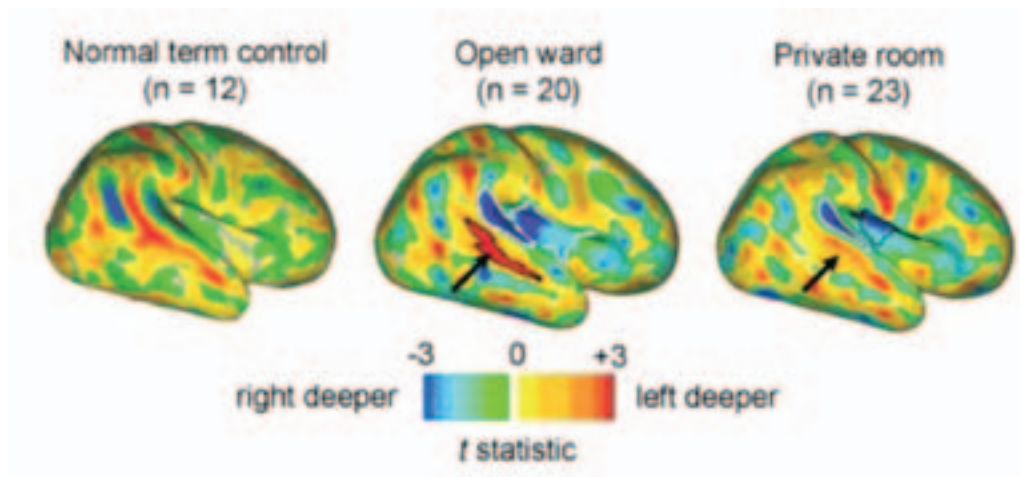 Normal term control
(n = 12)
Open ward
(n = 20)
Private room
(n = 23)
-3 0 +3
right deeper
left deeper
t statistic